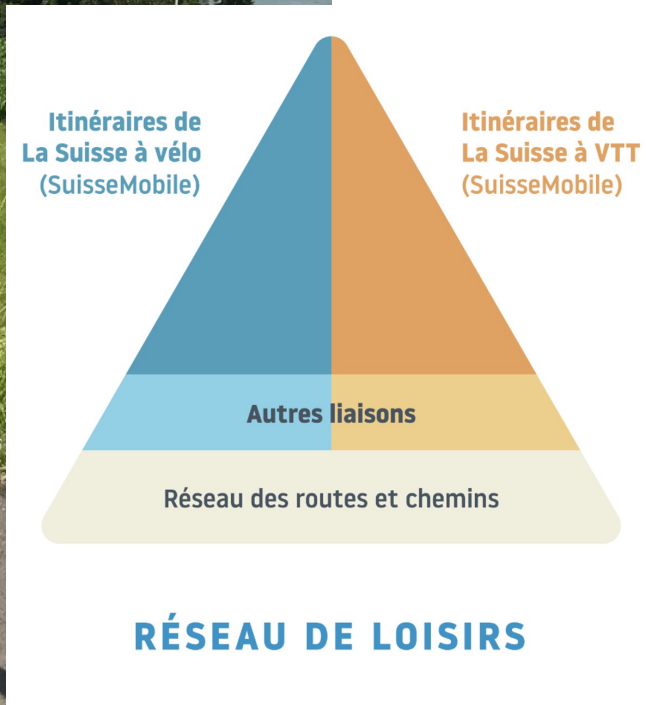 Itinéraires de
La Suisse à vélo
(SuisseMobile)
Itinéraires de
La Suisse à VTT
(SuisseMobile)
Autres liaisons
Réseau des routes et chemins
RÉSEAU DE LOISIRS